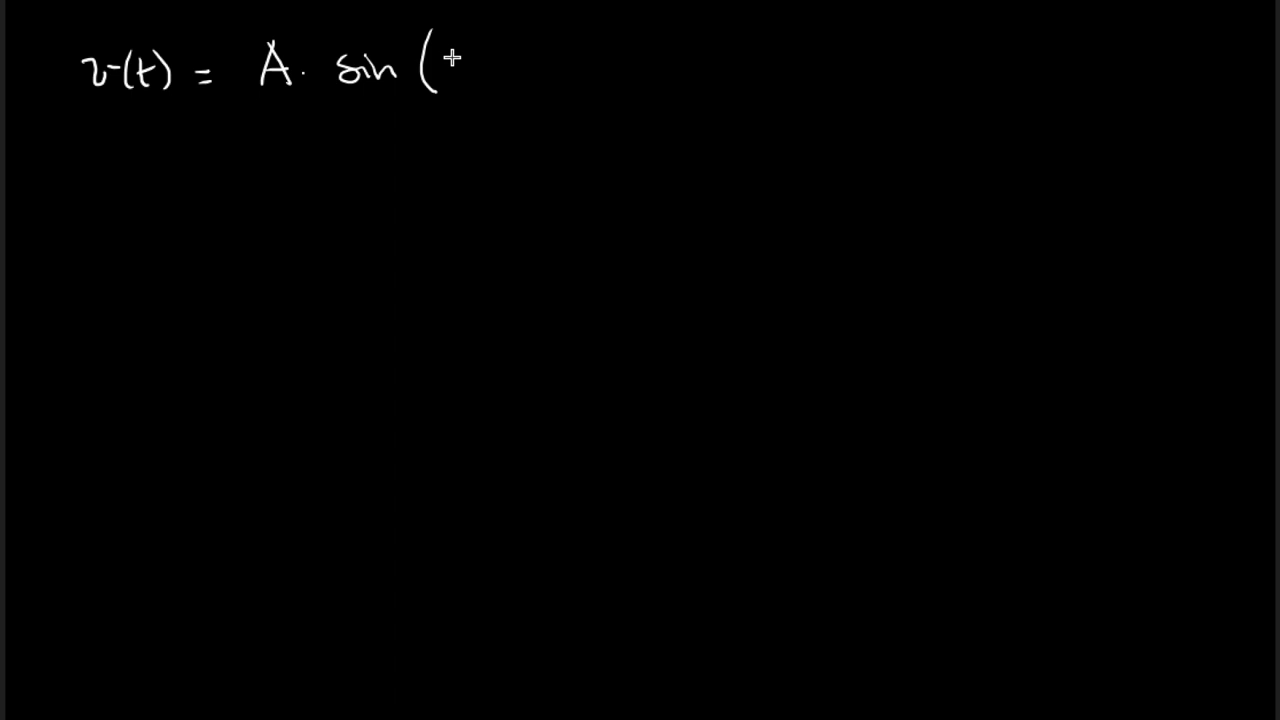 v(t) = A · sin (